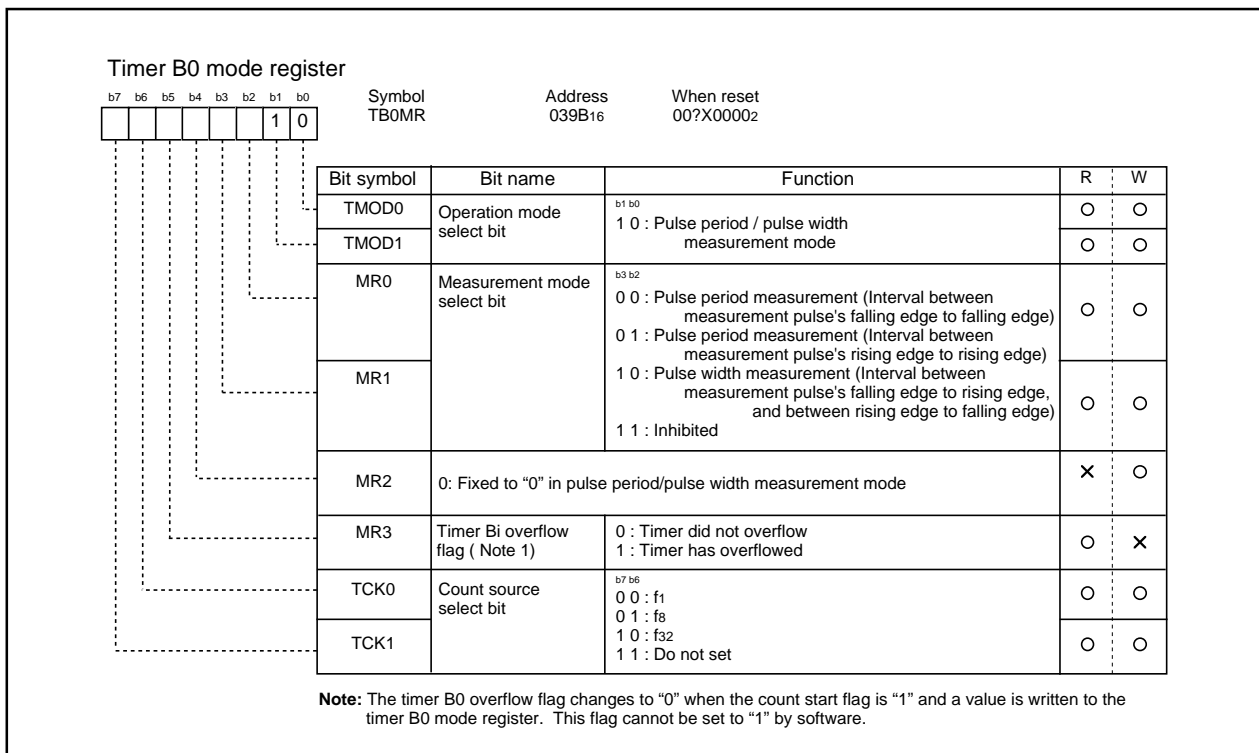 Timer B0 mode register
b7 b6 b5 b4 b3 b2 b1 b0
1 0
Symbol Address When reset
TB0MR 039B16 00?X00002
Bit symbol Bit name Function R W
TMOD0
TMOD1
Operation mode
select bit
b1 b0
1 0 : Pulse period / pulse width
measurement mode
MR0
MR1
Measurement mode
select bit
b3 b2
0 0 : Pulse period measurement (Interval between
measurement pulse's falling edge to falling edge)
0 1 : Pulse period measurement (Interval between
measurement pulse's rising edge to rising edge)
1 0 : Pulse width measurement (Interval between
measurement pulse's falling edge to rising edge,
and between rising edge to falling edge)
1 1 : Inhibited
MR2
0: Fixed to “0” in pulse period/pulse width measurement mode
MR3
Timer Bi overflow
flag ( Note 1)
0 : Timer did not overflow
1 : Timer has overflowed
TCK0
TCK1
Count source
select bit
b7 b6
0 0 : f1
0 1 : f8
1 0 : f32
1 1 : Do not set
Note: The timer B0 overflow flag changes to “0” when the count start flag is “1” and a value is written to the
timer B0 mode register. This flag cannot be set to “1” by software.